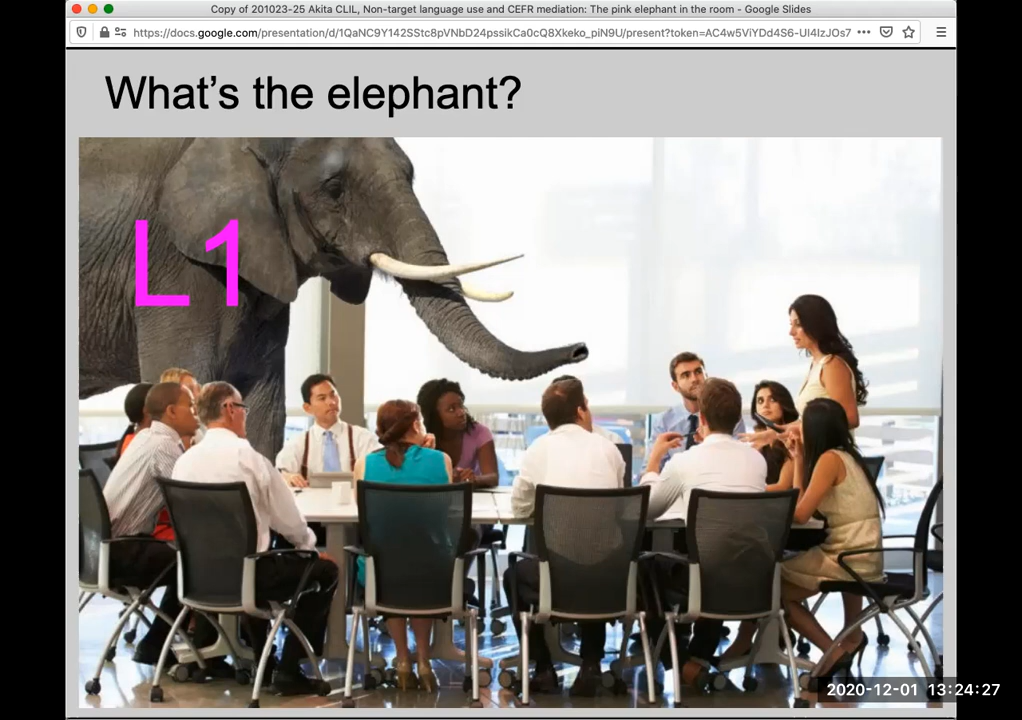 Copy of 201023-25 Akita CLIL, Non-target language use and CEFR mediation: The pink elephant in the room - Google Slides
https://docs.google.com/presentation/d/1QaNC9Y142SStc8pVNbD24pssikCa0cQ8Xkeko_piN9U/present?token=AC4w5ViYDd4S6-UI4IzJOs7
What's the elephant?
L1
2020-12-01 13:24:27